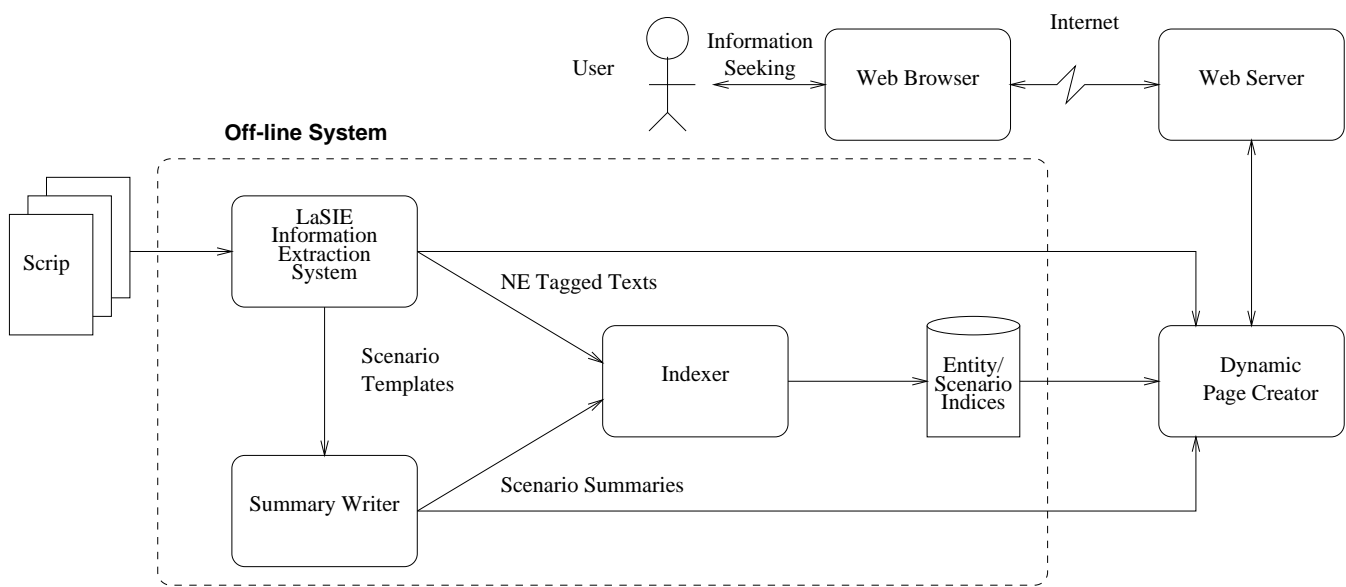 Internet
Information
Seeking
User
Web Browser
Web Server
Off-line System
Scrip
LaSIE
Information
Extraction
System
NE Tagged Texts
Scenario
Templates
Indexer
Entity/
Scenario
Indices
Dynamic
Page Creator
Summary Writer
Scenario Summaries